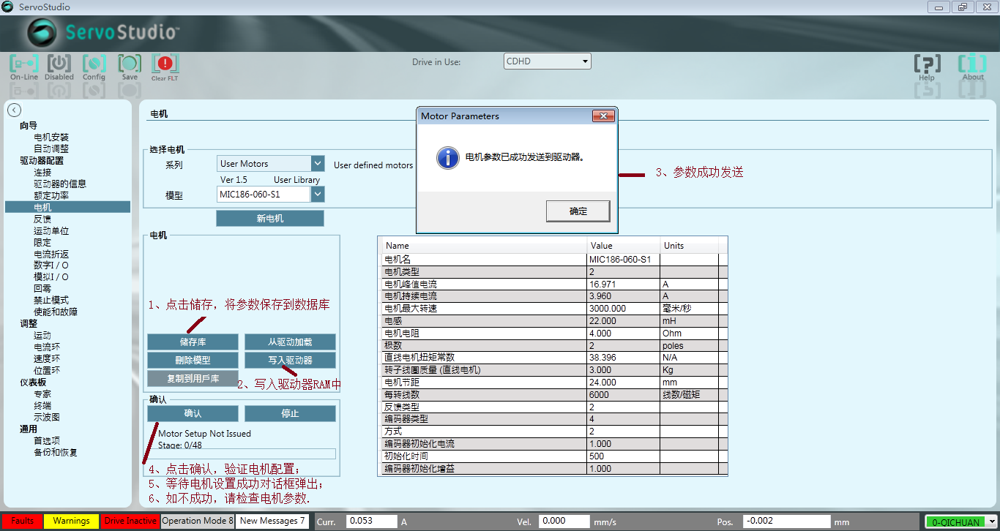 ServoStudio
ServoStudio™
On-Line
Disabled
Config
Save
Clear FLT
Drive in Use:
CDHD
Help
About
向导
电机安装
自动调整
驱动器配置
连接
驱动器的信息
额定功率
电机
反馈
运动单位
限定
电流折返
数字I / O
模拟I / O
回零
禁止模式
使能和故障
调整
运动
电流环
速度环
位置环
仪表板
专家
终端
示波图
通用
首选项
备份和恢复
电机
选择电机
系列
User Motors
User defined motors
Ver 1.5 User Library
模型
MIC186-060-S1
新电机
Motor Parameters
电机参数已成功发送到驱动器。
确定
3、参数成功发送
电机
1、点击储存，将参数保存到数据库
储存库
从驱动加载
刪除模型
写入驱动器
复制到用戶库
2、写入驱动器RAM中
确认
确认
停止
Motor Setup Not Issued
Stage: 0/48
4、点击确认，验证电机配置；
5、等待电机设置成功对话框弹出；
6、如不成功，请检查电机参数.
Name Value Units
电机名 MIC186-060-S1
电机类型 2
电机峰值电流 16.971 A
电机持续电流 3.960 A
电机最大转速 3000.000 毫米/秒
电感 22.000 mH
电机电阻 4.000 Ohm
极数 2 poles
直线电机扭矩常数 38.396 N/A
转子线圈质量 (直线电机) 3.000 Kg
电机节距 24.000 mm
每转线数 6000 线数/磁矩
反馈类型 2
编码器类型 4
方式 2
编码器初始化电流 1.000
初始化时间 500
编码器初始化增益 1.000
Faults
Warnings
Drive Inactive
Operation Mode 8
New Messages 7
Curr. 0.053 A
Vel. 0.000 mm/s
Pos. -0.002 mm
0-QICHUAN